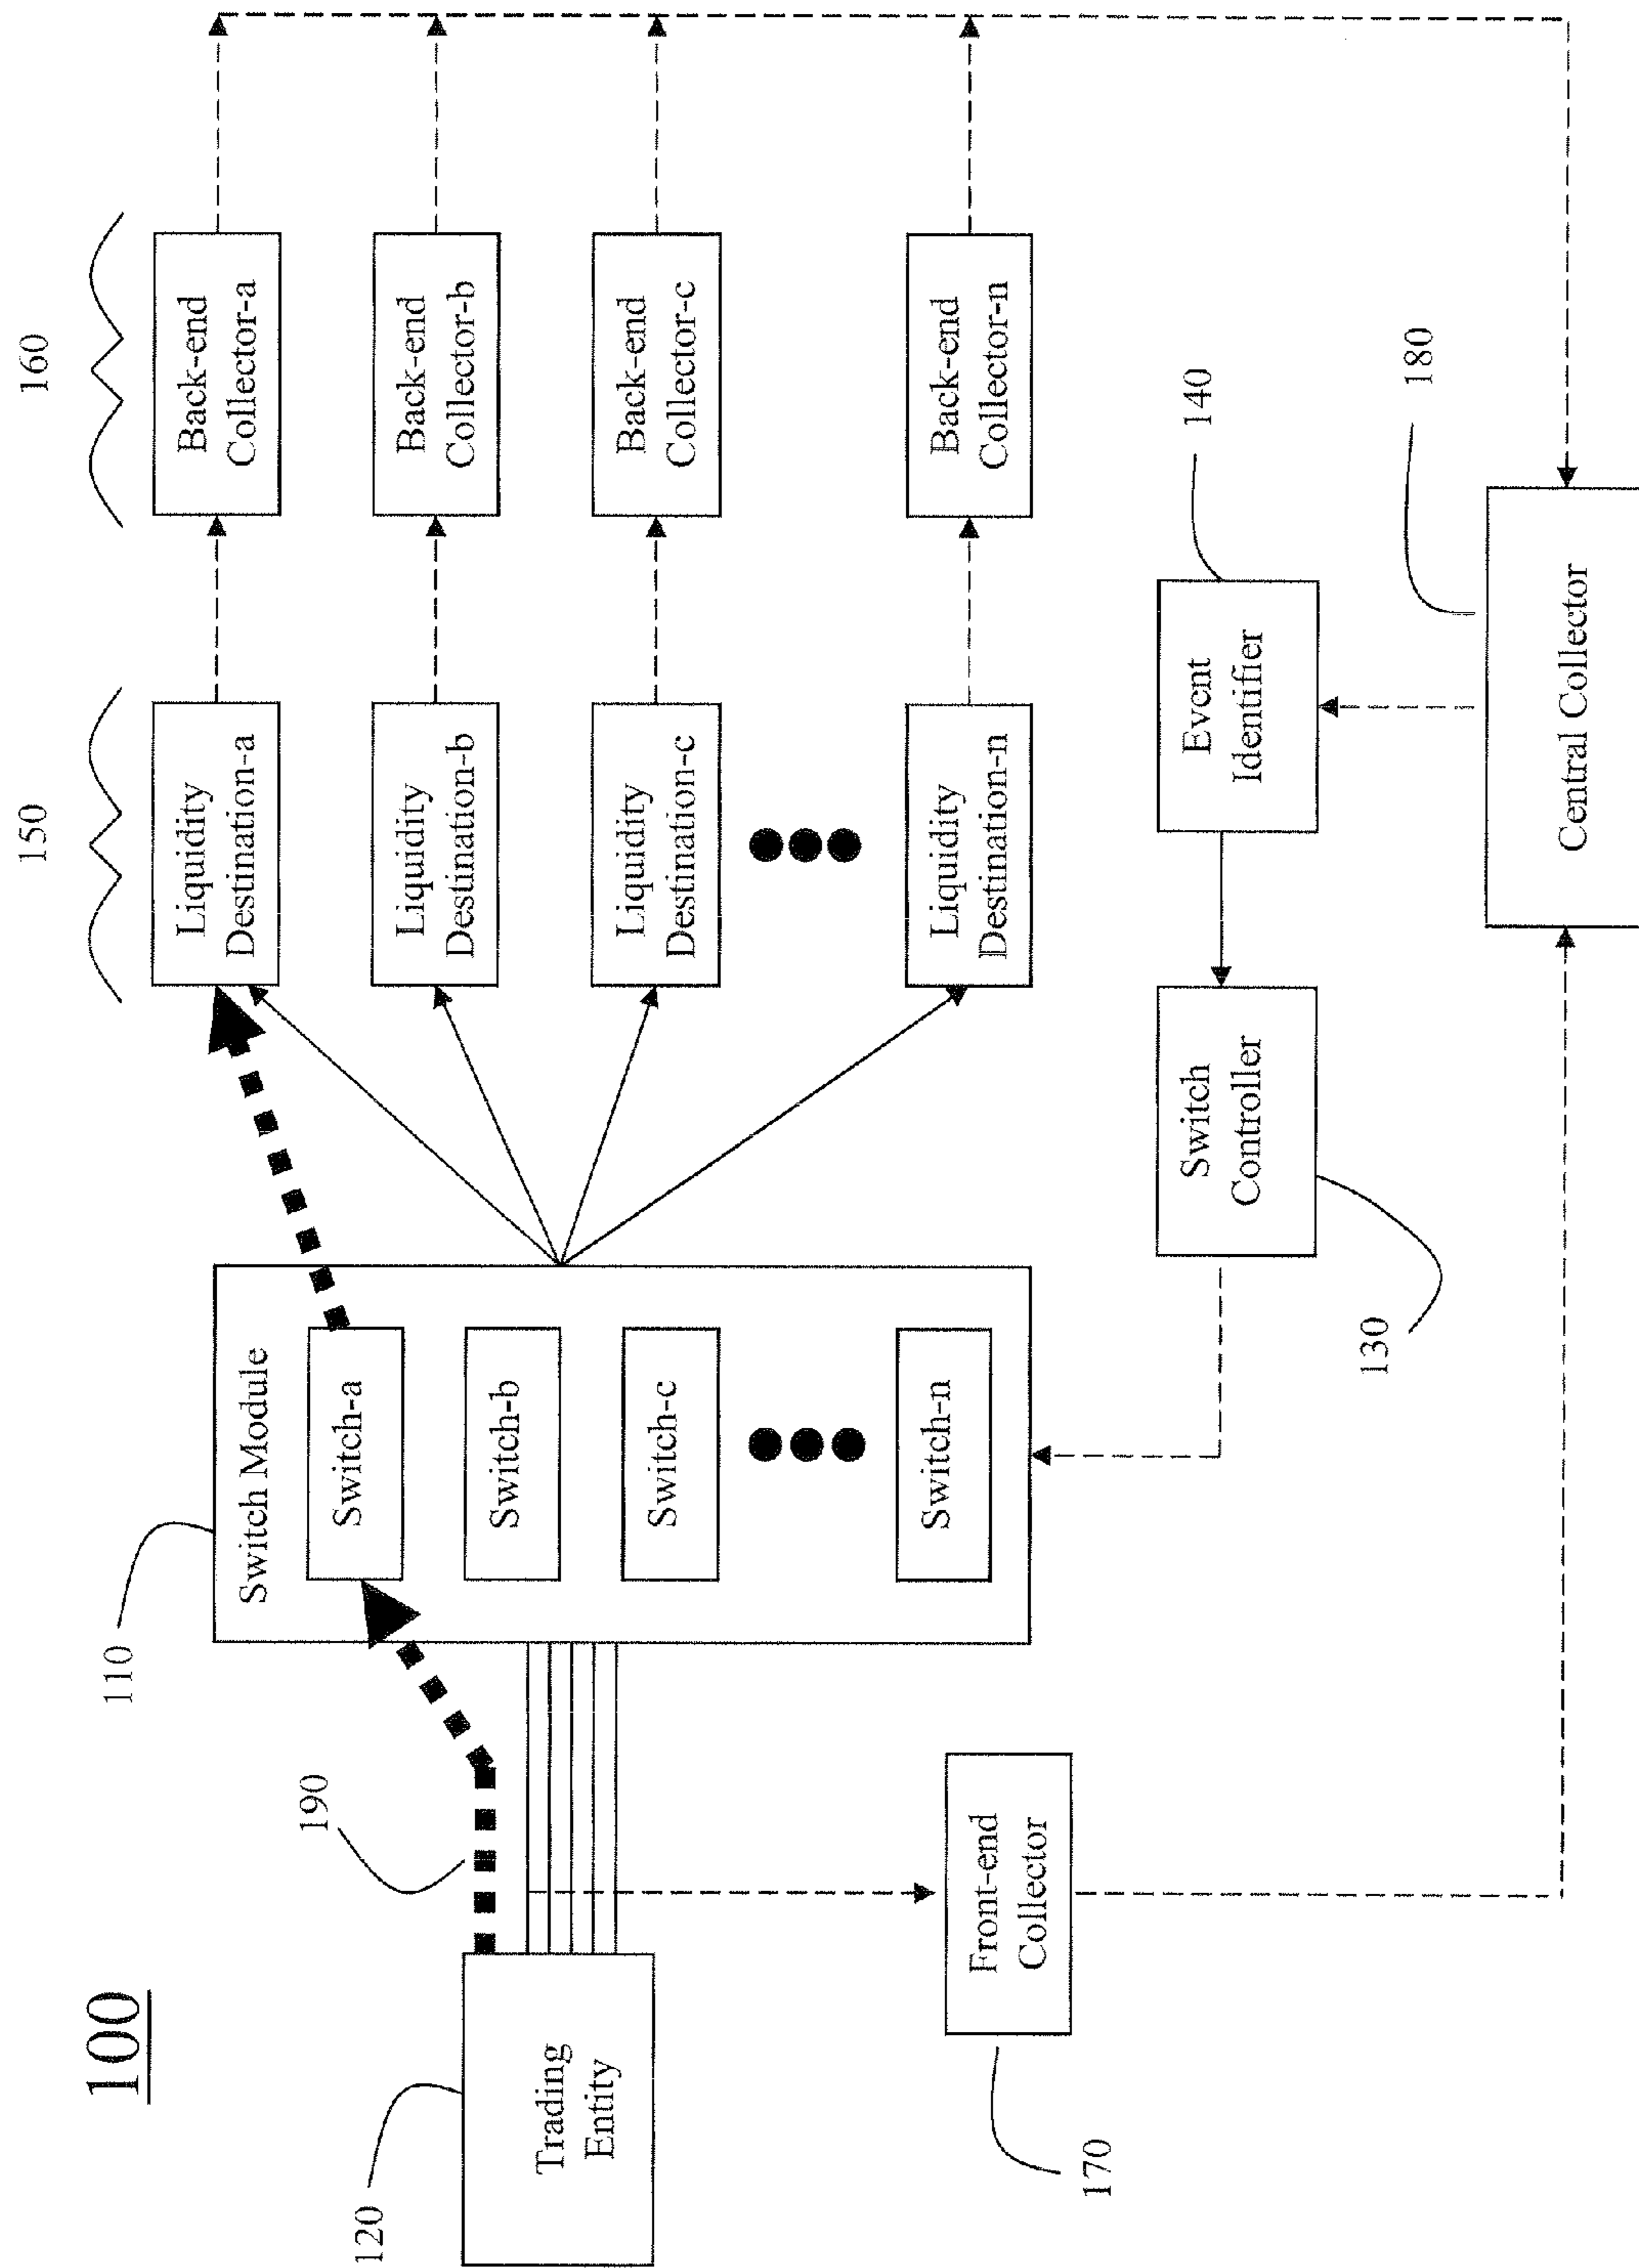 100
120
Trading
Entity
190
110
Switch Module
Switch-a
Switch-b
Switch-c
Switch-n
150
Liquidity
Destination-a
Liquidity
Destination-b
Liquidity
Destination-c
Liquidity
Destination-n
160
Back-end
Collector-a
Back-end
Collector-b
Back-end
Collector-c
Back-end
Collector-n
170
Front-end
Collector
130
Switch
Controller
140
Event
Identifier
180
Central Collector